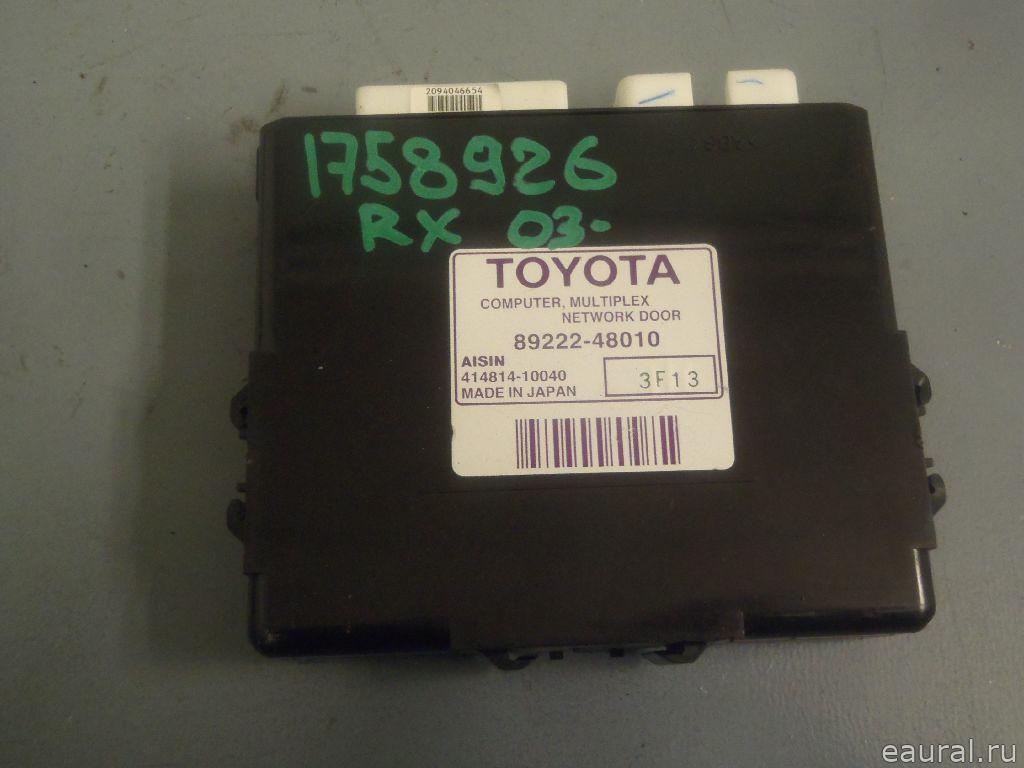 2094046654
1758926
RX 03-
TOYOTA
COMPUTER, MULTIPLEX
NETWORK DOOR
89222-48010
AISIN
414814-10040
MADE IN JAPAN
3F13
eaural.ru